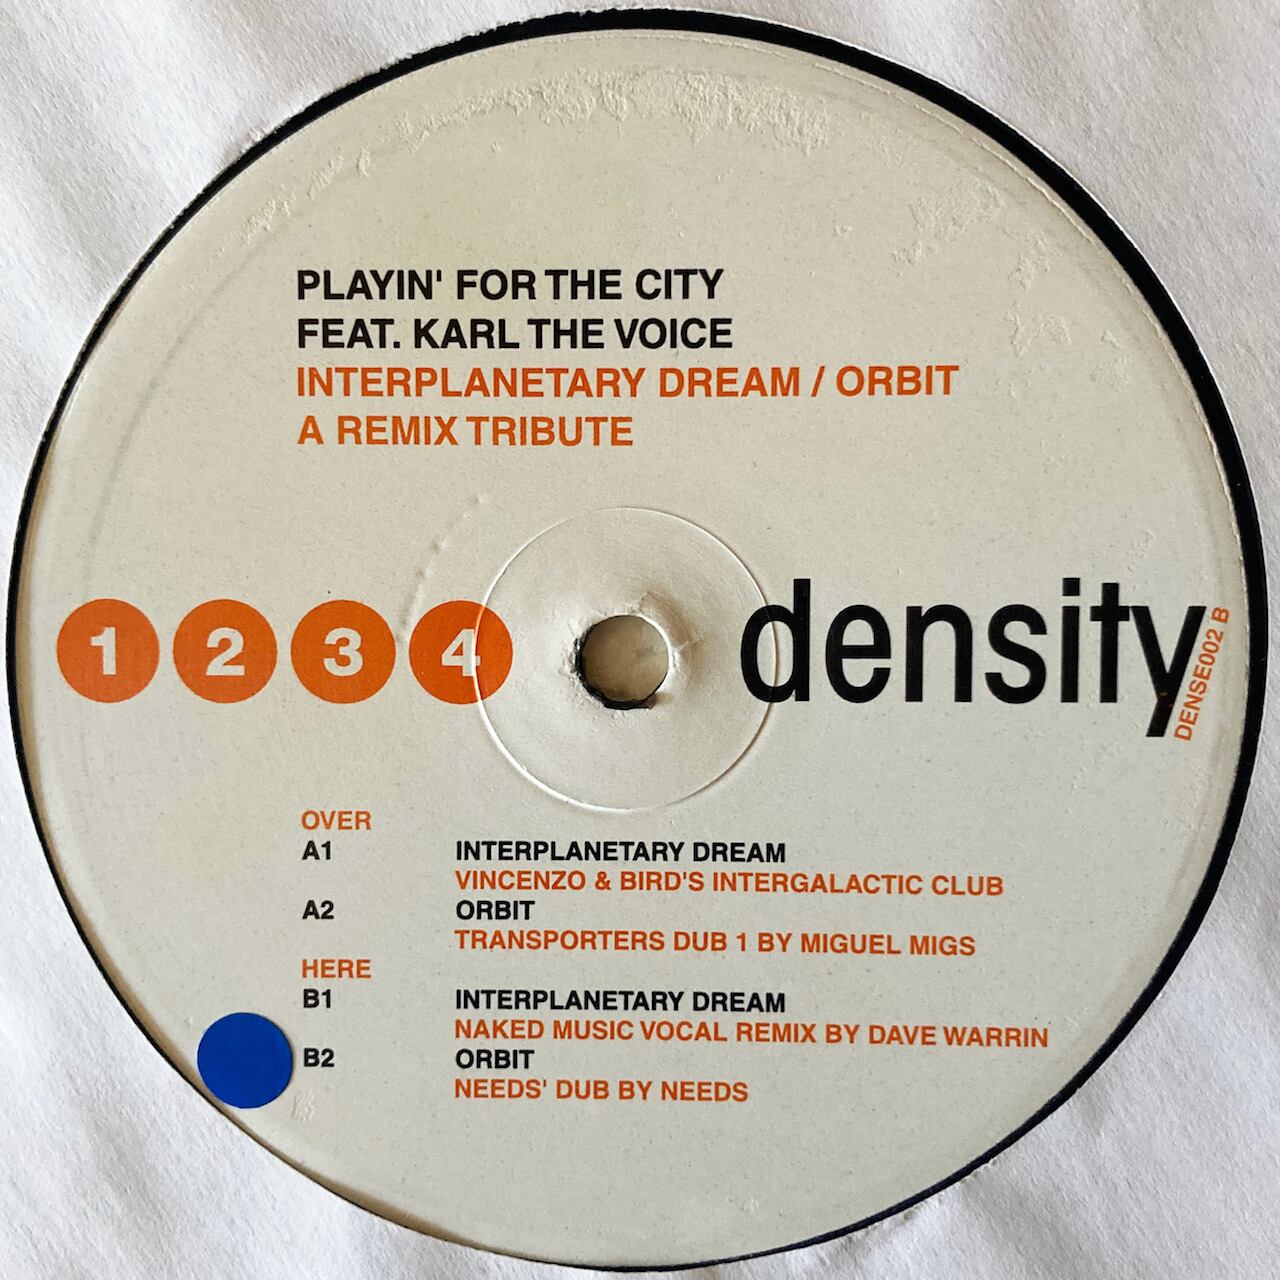 PLAYIN' FOR THE CITY
FEAT. KARL THE VOICE
INTERPLANETARY DREAM / ORBIT
A REMIX TRIBUTE
1 2 3 4
density
DENSE002 B
OVER
A1 INTERPLANETARY DREAM
VINCENZO & BIRD'S INTERGALACTIC CLUB
A2 ORBIT
TRANSPORTERS DUB 1 BY MIGUEL MIGS
HERE
B1 INTERPLANETARY DREAM
NAKED MUSIC VOCAL REMIX BY DAVE WARRIN
B2 ORBIT
NEEDS' DUB BY NEEDS